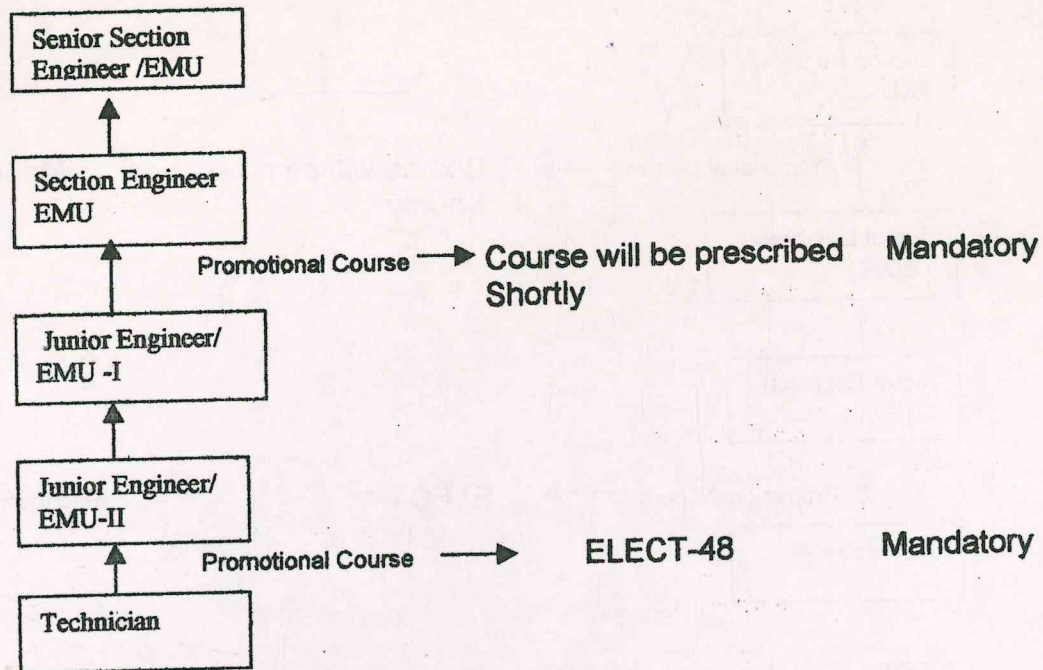 Senior Section
Engineer /EMU
Section Engineer
EMU
Promotional Course Course will be prescribed Mandatory
Shortly
Junior Engineer/
EMU -I
Junior Engineer/
EMU-II
Promotional Course ELECT-48 Mandatory
Technician